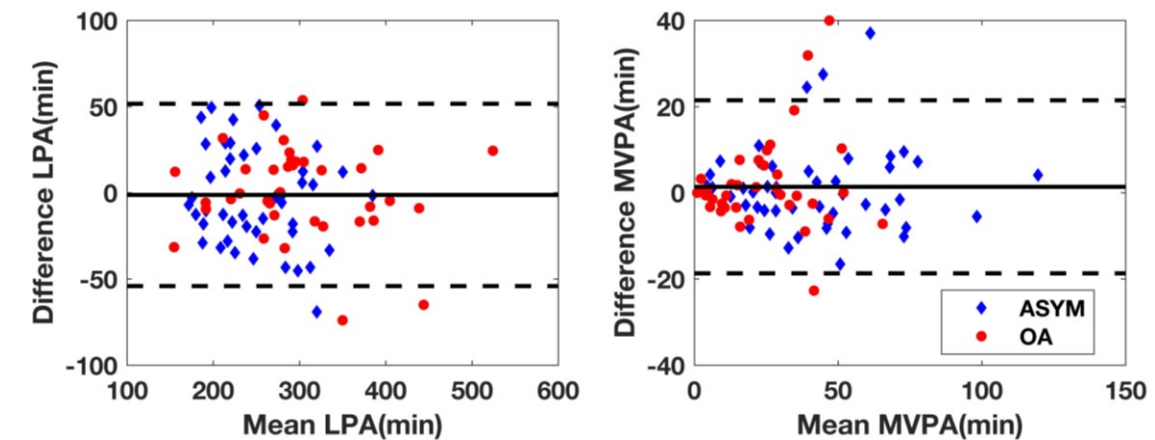 100
50
0
-50
-100
Difference LPA(min)
100 200 300 400 500 600
Mean LPA(min)
40
20
0
-20
-40
Difference MVPA(min)
ASYM
OA
0 50 100 150
Mean MVPA(min)